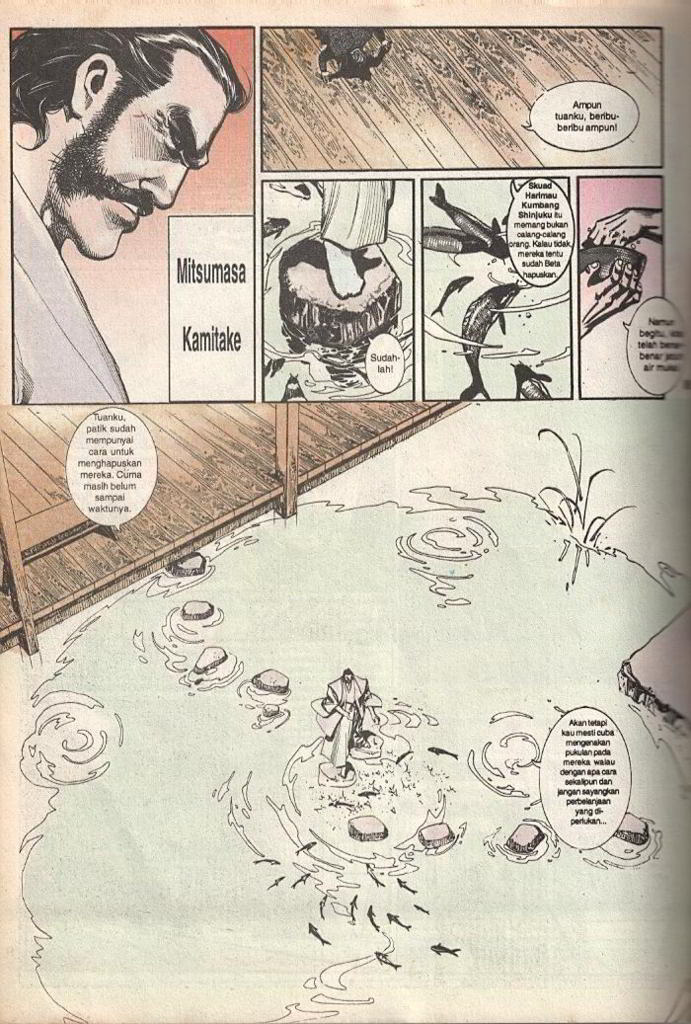 Mitsumasa
Kamitake
Ampun
tuanku, beribu-
beribu ampun!
Sudah-
lah!
Skuad
Harimau
Kumbang
Shinjuku itu
memang bukan
calang-calang
orang. Kalau tidak,
mereka tentu
sudah Beta
hapuskan.
Namun
begitu,
telah benar-
benar jatuh
air muka!
Tuanku,
patik sudah
mempunyai
cara untuk
menghapuskan
mereka. Cuma
masih belum
sampai
waktunya.
Akan tetapi
kau mesti cuba
mengenakan
pukulan pada
mereka walau
dengan apa cara
sekalipun dan
jangan sayangkan
perbelanjaan
yang di-
perlukan...